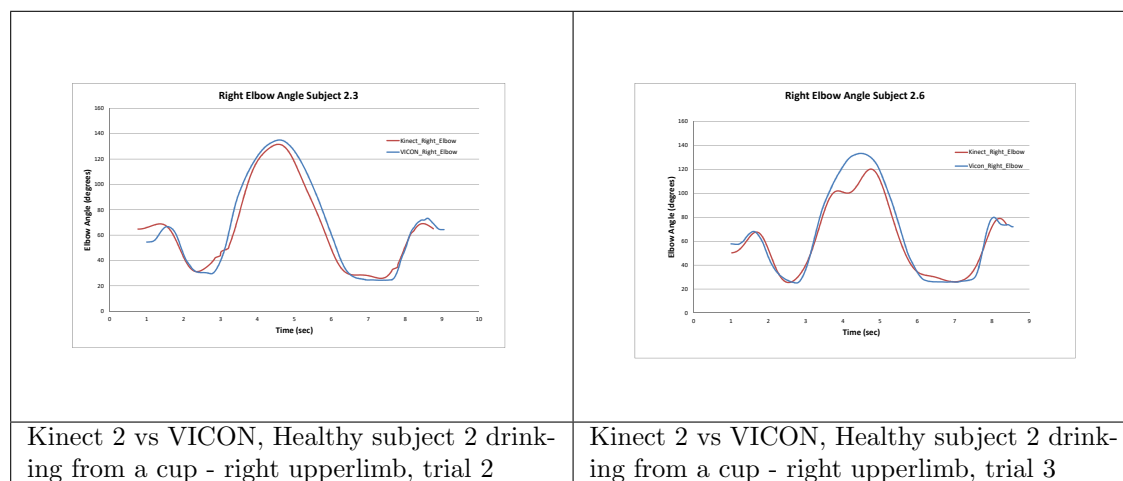 Right Elbow Angle Subject 2.3
160
140
120
100
80
60
40
20
0
Elbow Angle (degrees)
0 1 2 3 4 5 6 7 8 9 10
Time (sec)
Kinect_Right_Elbow
VICON_Right_Elbow
Kinect 2 vs VICON, Healthy subject 2 drink-
ing from a cup - right upperlimb, trial 2
Right Elbow Angle Subject 2.6
160
140
120
100
80
60
40
20
0
Elbow Angle (degrees)
0 1 2 3 4 5 6 7 8 9
Time (sec)
Kinect_Right_Elbow
Vicon_Right_Elbow
Kinect 2 vs VICON, Healthy subject 2 drink-
ing from a cup - right upperlimb, trial 3